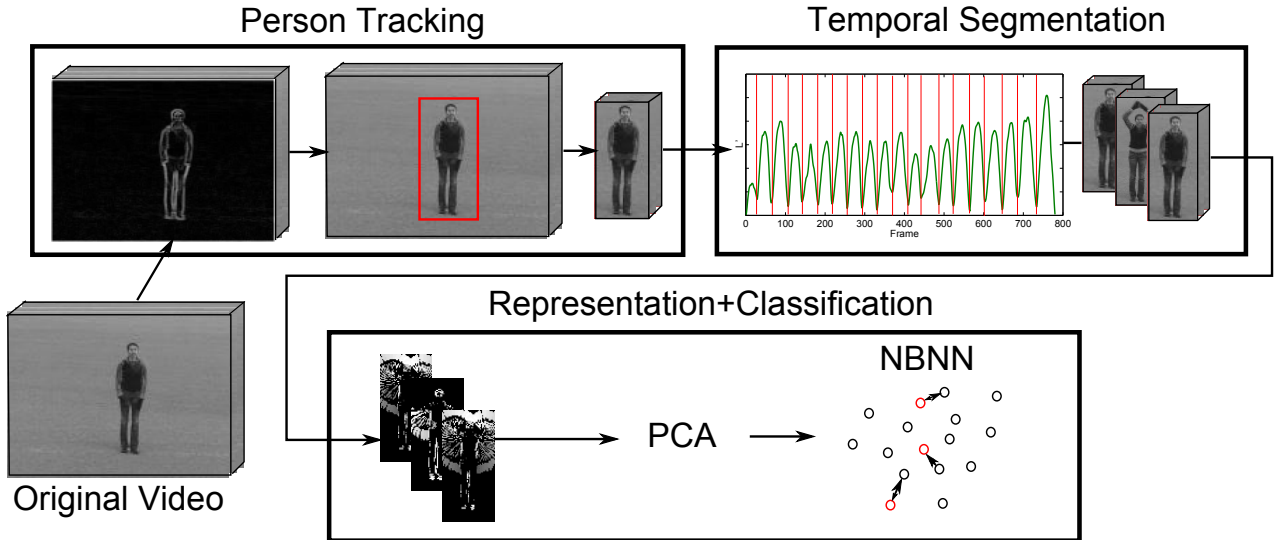 Person Tracking
Temporal Segmentation
L'
0 100 200 300 400 500 600 700 800
Frame
Representation+Classification
NBNN
PCA
Original Video